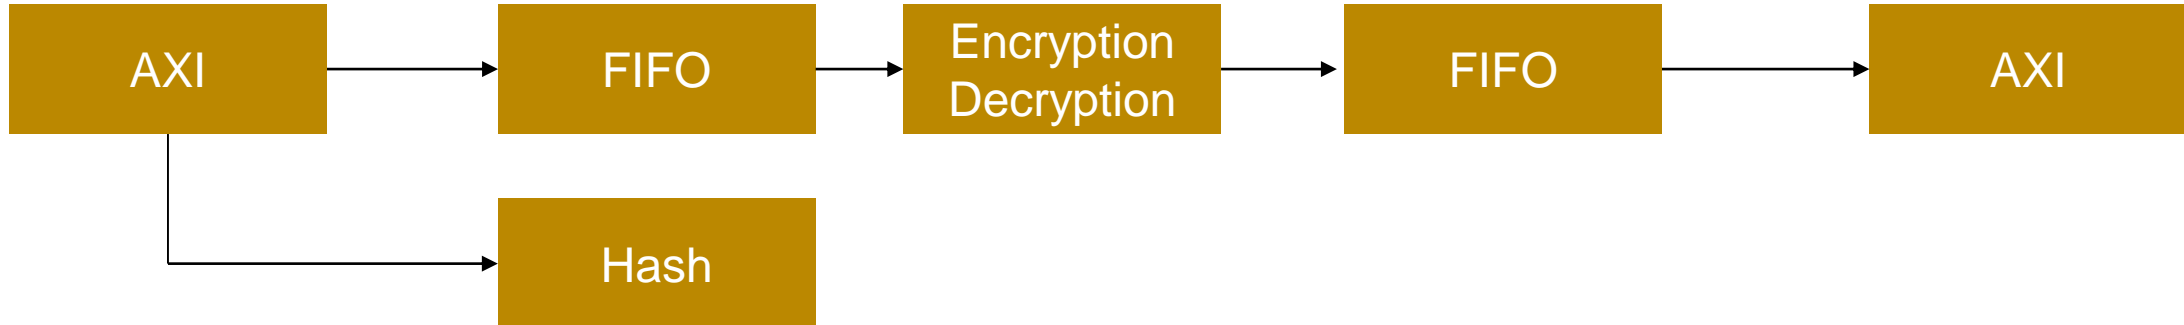 AXI
FIFO
Encryption
Decryption
FIFO
AXI
Hash